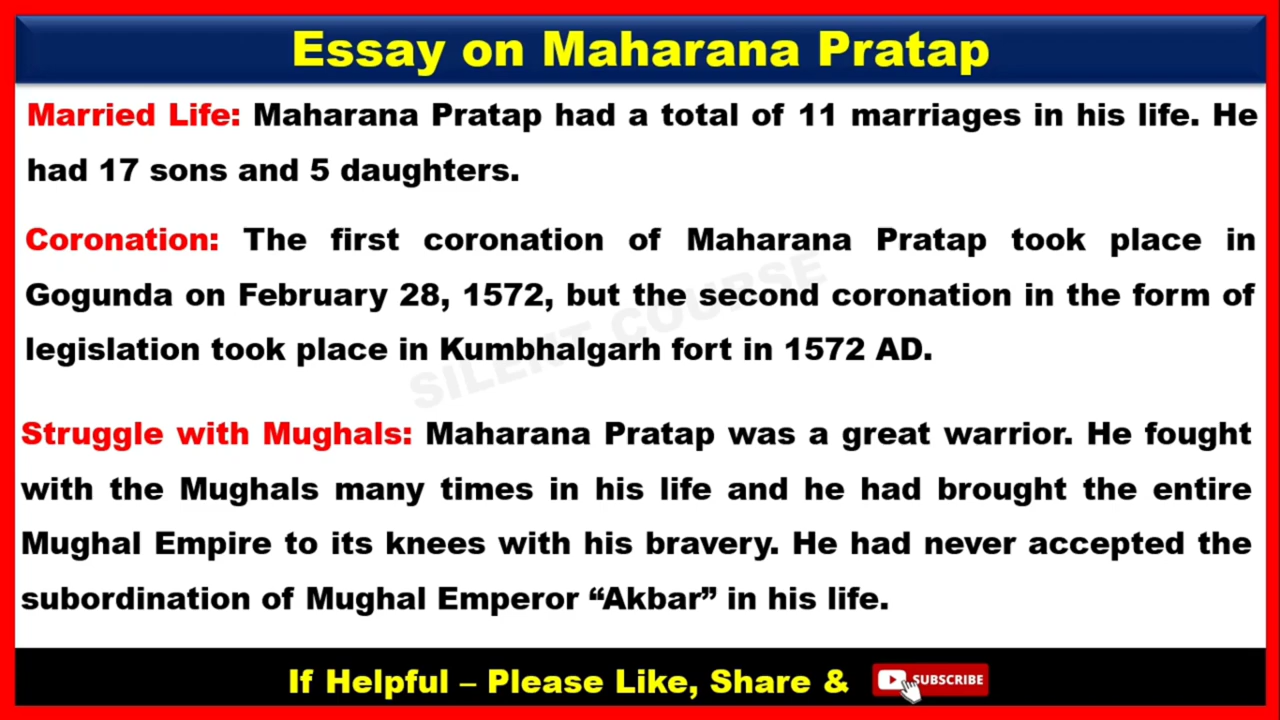 Essay on Maharana Pratap
Married Life: Maharana Pratap had a total of 11 marriages in his life. He
had 17 sons and 5 daughters.
Coronation: The first coronation of Maharana Pratap took place in
Gogunda on February 28, 1572, but the second coronation in the form of
legislation took place in Kumbhalgarh fort in 1572 AD.
SILENT COURSE
Struggle with Mughals: Maharana Pratap was a great warrior. He fought
with the Mughals many times in his life and he had brought the entire
Mughal Empire to its knees with his bravery. He had never accepted the
subordination of Mughal Emperor “Akbar” in his life.
If Helpful – Please Like, Share & SUBSCRIBE